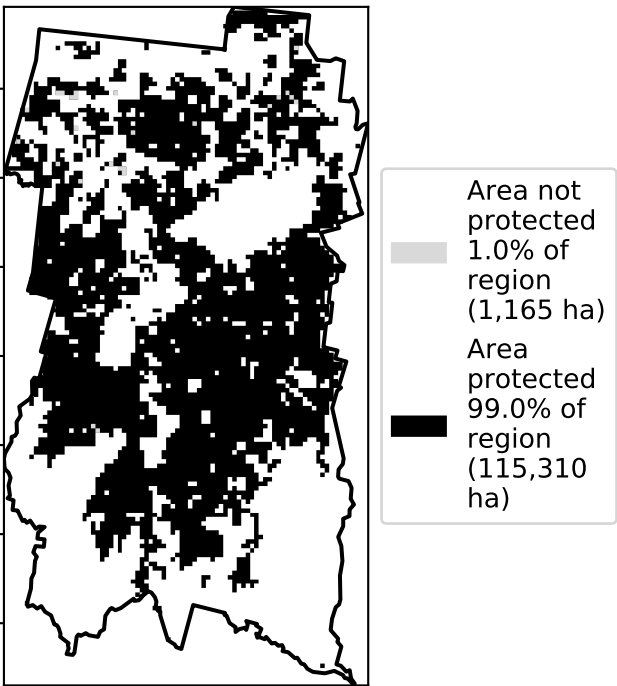 Area not
protected
1.0% of
region
(1,165 ha)
Area
protected
99.0% of
region
(115,310
ha)